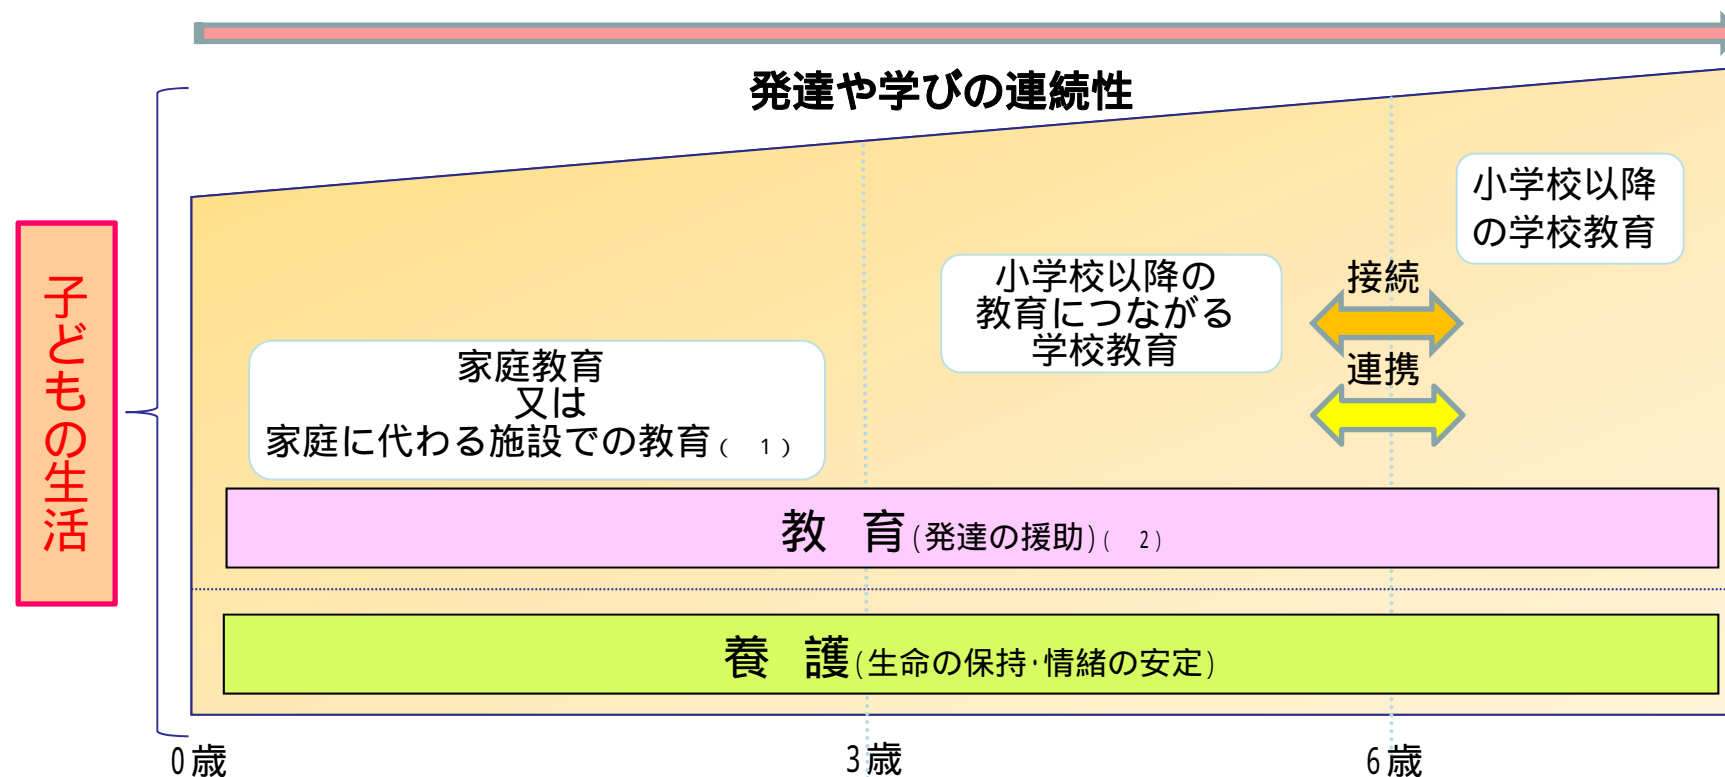 発達や学びの連続性
子どもの生活
小学校以降
の学校教育
小学校以降の
教育につながる
学校教育
接続
連携
家庭教育
又は
家庭に代わる施設での教育( 1)
教 育(発達の援助)( 2)
養 護(生命の保持・情緒の安定)
0歳
3歳
6歳